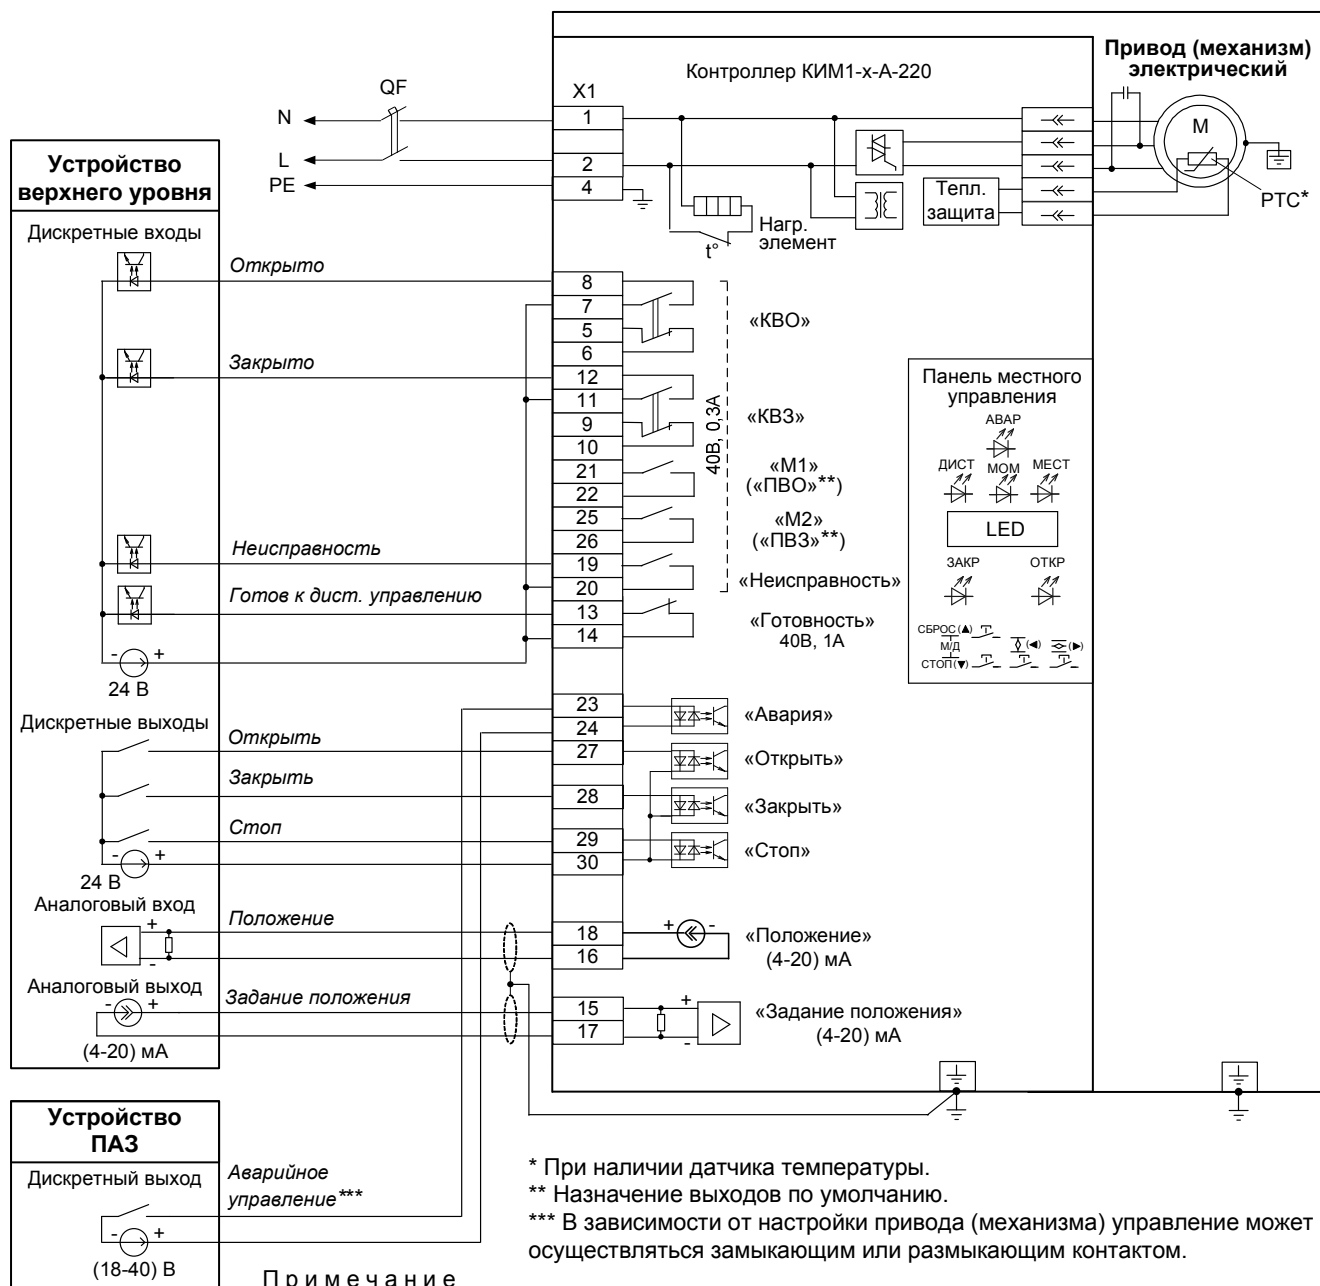 Привод (механизм)
электрический
Контроллер КИМ1-х-А-220
QF
X1
N
1
L
2
PE
4
M
PTC*
Тепл.
защита
Нагр.
элемент
t°
Устройство
верхнего уровня
Дискретные входы
Открыто
8
7
5
6
«КВО»
Закрыто
12
11
9
10
«КВЗ»
40В, 0,3А
21
22
«М1»
(«ПВО»**)
25
26
«М2»
(«ПВЗ»**)
Неисправность
19
20
«Неисправность»
Готов к дист. управлению
13
14
«Готовность»
40В, 1А
- +
24 В
Панель местного
управления
АВАР
ДИСТ МОМ МЕСТ
LED
ЗАКР ОТКР
СБРОС(▲)
М/Д (◄) (►)
СТОП(▼)
Дискретные выходы
23
24
«Авария»
Открыть
27
«Открыть»
Закрыть
28
«Закрыть»
Стоп
29
30
«Стоп»
- +
24 В
Аналоговый вход
+
-
Положение
18
16
+ -
«Положение»
(4-20) мА
Аналоговый выход
- +
(4-20) мА
Задание положения
15
17
+
-
«Задание положения»
(4-20) мА
Устройство
ПАЗ
Дискретный выход
Аварийное
управление***
- +
(18-40) В
* При наличии датчика температуры.
** Назначение выходов по умолчанию.
*** В зависимости от настройки привода (механизма) управление может
осуществляться замыкающим или размыкающим контактом.
Примечание